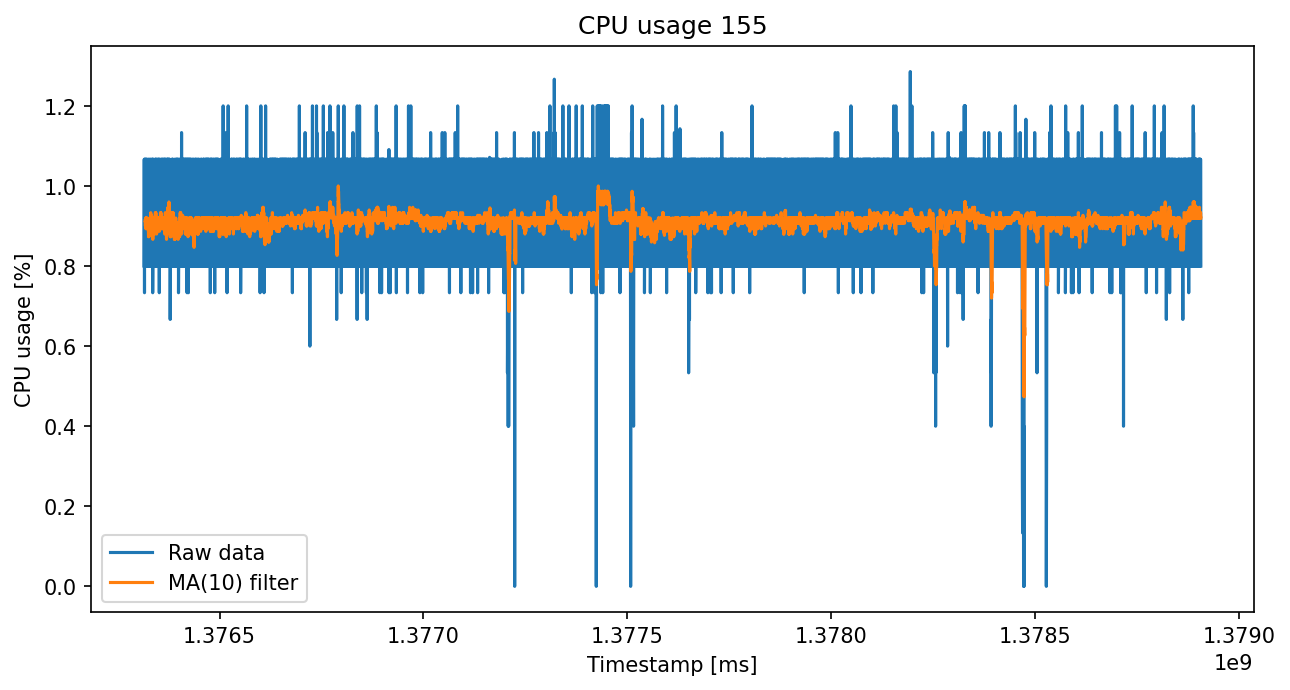 CPU usage 155
CPU usage [%]
1.2
1.0
0.8
0.6
0.4
0.2
0.0
Raw data
MA(10) filter
1.3765 1.3770 1.3775 1.3780 1.3785 1.3790
1e9
Timestamp [ms]